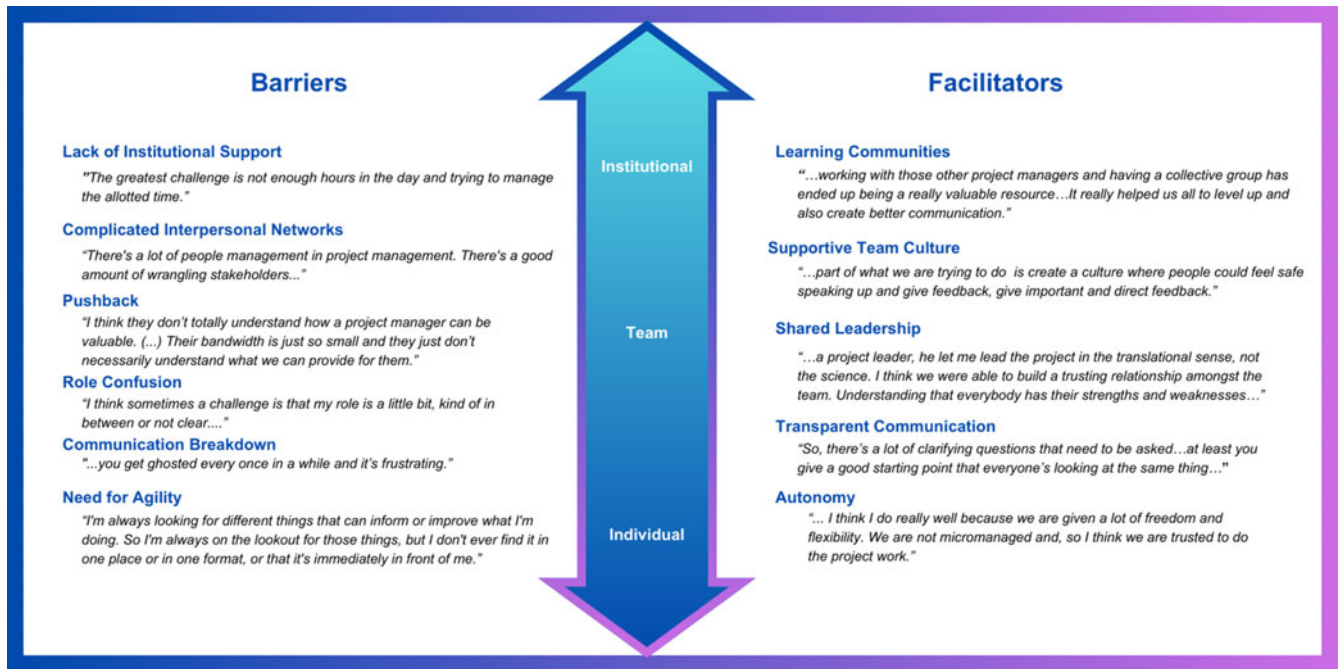 Barriers
Lack of Institutional Support
"The greatest challenge is not enough hours in the day and trying to manage
the allotted time.”
Complicated Interpersonal Networks
“There's a lot of people management in project management. There's a good
amount of wrangling stakeholders...”
Pushback
“I think they don’t totally understand how a project manager can be
valuable. (...) Their bandwidth is just so small and they just don’t
necessarily understand what we can provide for them.”
Role Confusion
“I think sometimes a challenge is that my role is a little bit, kind of in
between or not clear....”
Communication Breakdown
"...you get ghosted every once in a while and it’s frustrating.”
Need for Agility
“I'm always looking for different things that can inform or improve what I'm
doing. So I'm always on the lookout for those things, but I don't ever find it in
one place or in one format, or that it's immediately in front of me.”
Institutional
Team
Individual
Facilitators
Learning Communities
“…working with those other project managers and having a collective group has
ended up being a really valuable resource…It really helped us all to level up and
also create better communication.”
Supportive Team Culture
“…part of what we are trying to do is create a culture where people could feel safe
speaking up and give feedback, give important and direct feedback.”
Shared Leadership
“…a project leader, he let me lead the project in the translational sense, not
the science. I think we were able to build a trusting relationship amongst the
team. Understanding that everybody has their strengths and weaknesses…”
Transparent Communication
“So, there’s a lot of clarifying questions that need to be asked…at least you
give a good starting point that everyone’s looking at the same thing…”
Autonomy
“... I think I do really well because we are given a lot of freedom and
flexibility. We are not micromanaged and, so I think we are trusted to do
the project work.”